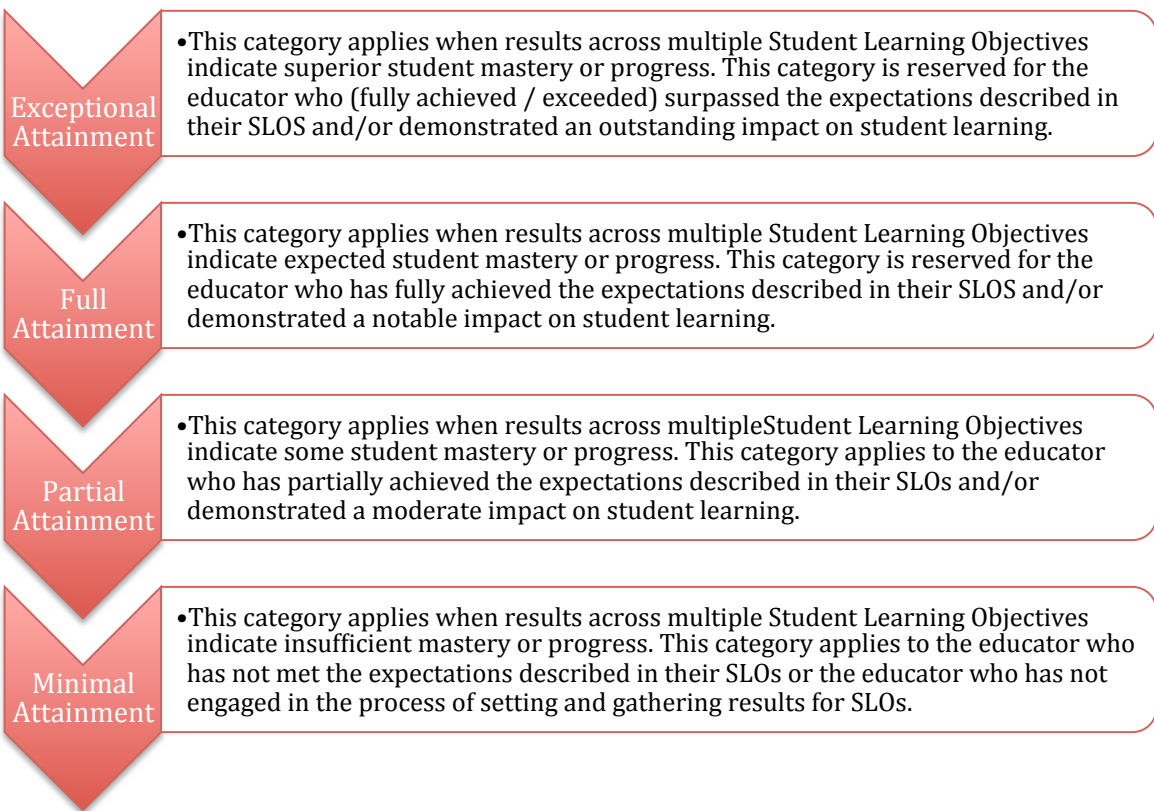 Exceptional
Attainment
•This category applies when results across multiple Student Learning Objectives
indicate superior student mastery or progress. This category is reserved for the
educator who (fully achieved / exceeded) surpassed the expectations described in
their SLOS and/or demonstrated an outstanding impact on student learning.
Full
Attainment
•This category applies when results across multiple Student Learning Objectives
indicate expected student mastery or progress. This category is reserved for the
educator who has fully achieved the expectations described in their SLOS and/or
demonstrated a notable impact on student learning.
Partial
Attainment
•This category applies when results across multipleStudent Learning Objectives
indicate some student mastery or progress. This category applies to the educator
who has partially achieved the expectations described in their SLOs and/or
demonstrated a moderate impact on student learning.
Minimal
Attainment
•This category applies when results across multiple Student Learning Objectives
indicate insufficient mastery or progress. This category applies to the educator who
has not met the expectations described in their SLOs or the educator who has not
engaged in the process of setting and gathering results for SLOs.